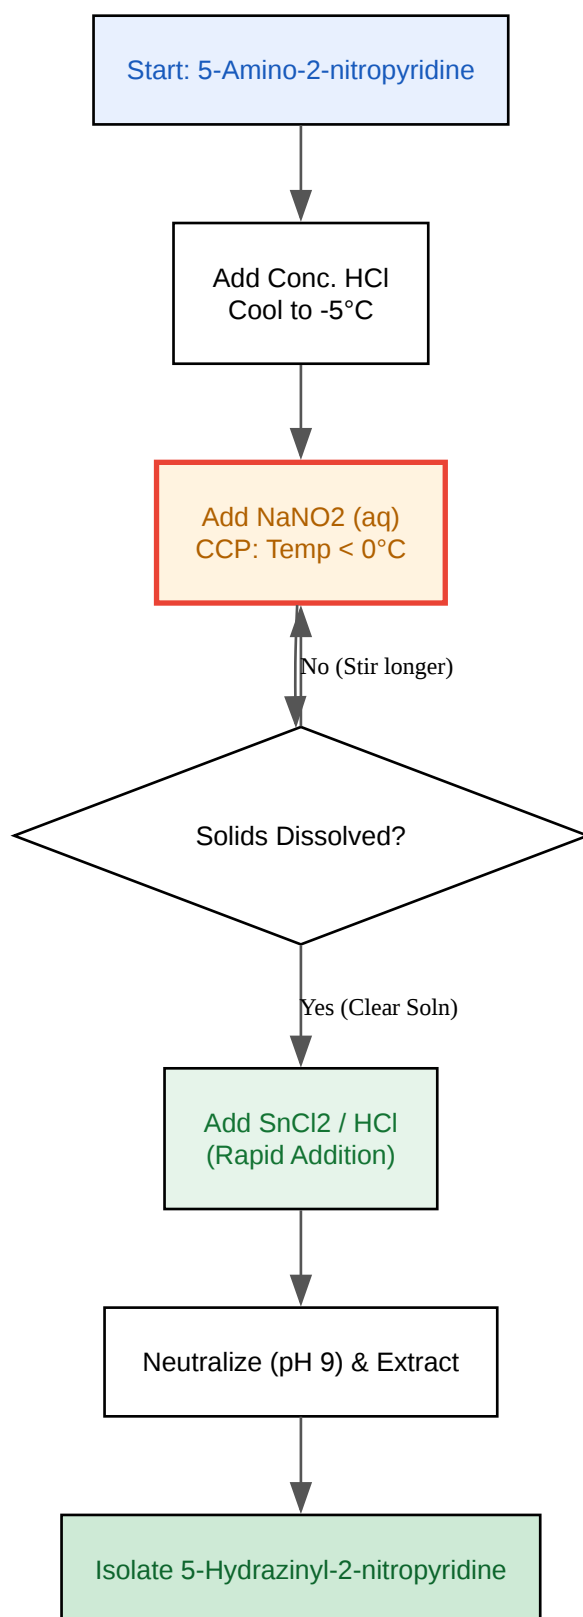 Start: 5-Amino-2-nitropyridine
Add Conc. HCl
Cool to -5°C
Add NaNO2 (aq)
CCP: Temp < 0°C
No (Stir longer)
Solids Dissolved?
Yes (Clear Soln)
Add SnCl2 / HCl
(Rapid Addition)
Neutralize (pH 9) & Extract
Isolate 5-Hydrazinyl-2-nitropyridine